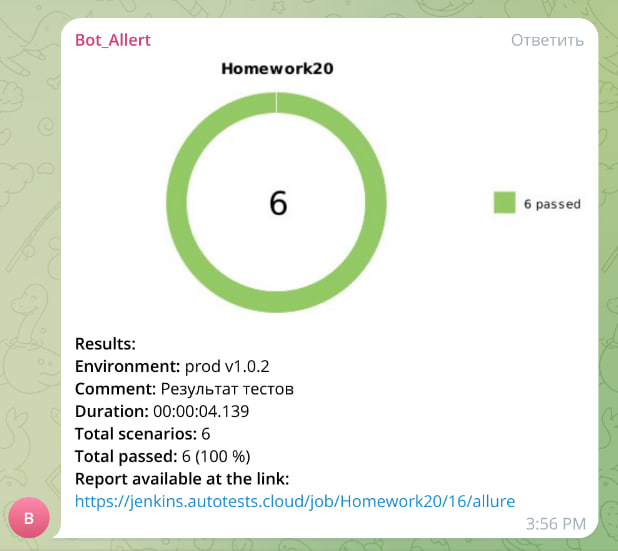 Bot_Allert Ответить
Homework20
6
6 passed
Results:
Environment: prod v1.0.2
Comment: Результат тестов
Duration: 00:00:04.139
Total scenarios: 6
Total passed: 6 (100 %)
Report available at the link:
https://jenkins.autotests.cloud/job/Homework20/16/allure
B
3:56 PM